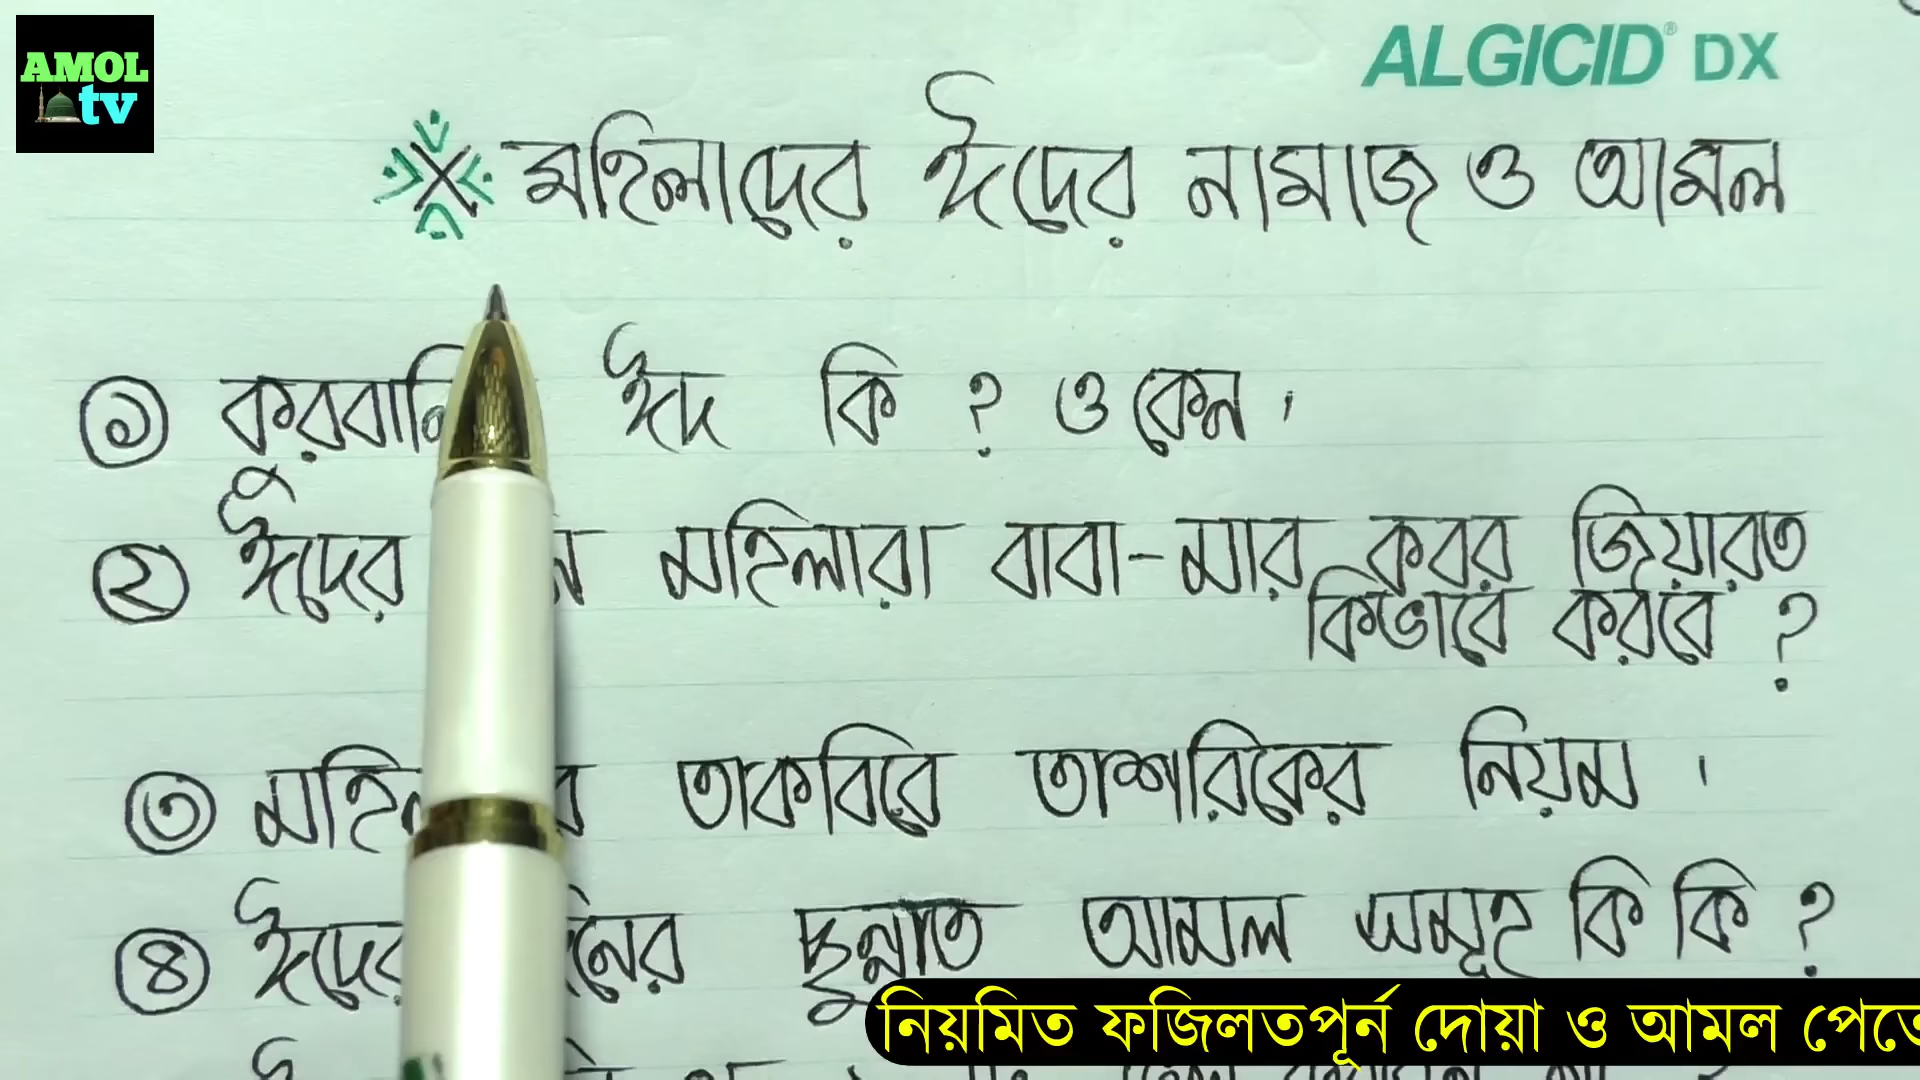 AMOL
tv
ALGICID® DX
মহিলাদের ঈদের নামাজ ও আমল
১ কুরবানি ঈদ কি ? ও কেন ।
২ ঈদের মহিলারা বাবা-মার কবর জিয়ারত
কিভাবে করবে ?
৩ তাকবিরে তাশরিকের নিয়ম ।
৪ ঈদের ছুন্নাত আমল সমূহ কি কি ?
নিয়মিত ফজিলতপূর্ন দোয়া ও আমল পেতে